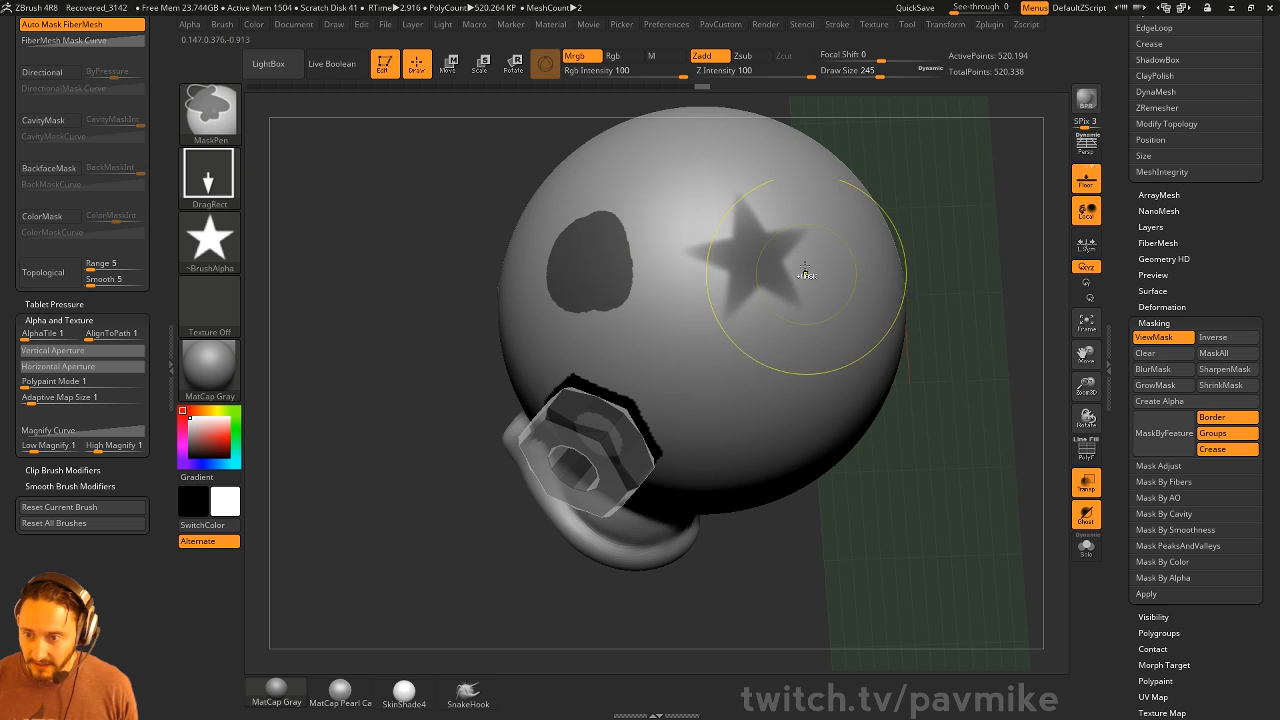 ZBrush 4R8 Recovered_3142 • Free Mem 23.744GB • Active Mem 1504 • Scratch Disk 41 • RTime▶2.916 • PolyCount▶520.264 KP • MeshCount▶2 QuickSave See-through 0 Menus DefaultZScript
Alpha Brush Color Document Draw Edit File Layer Light Macro Marker Material Movie Picker Preferences PavCustom Render Stencil Stroke Texture Tool Transform Zplugin Zscript
0.147,0.376,-0.913
LightBox Live Boolean Edit Draw Move Scale Rotate
Mrgb Rgb M Zadd Zsub Zcut Focal Shift 0 ActivePoints: 520,194
Rgb Intensity 100 Z Intensity 100 Draw Size 245 Dynamic TotalPoints: 520,338
Auto Mask FiberMesh
FiberMesh Mask Curve
Directional ByPressure
DirectionalMask Curve
CavityMask CavityMaskInt
CavityMaskCurve
BackfaceMask BackMaskInt
BackMaskCurve
ColorMask ColorMaskInt
ColorMaskCurve
Topological Range 5
Smooth 5
Tablet Pressure
Alpha and Texture
AlphaTile 1 AlignToPath 1
Vertical Aperture
Horizontal Aperture
Polypaint Mode 1
Adaptive Map Size 1
Magnify Curve
Low Magnify 1 High Magnify 1
Clip Brush Modifiers
Smooth Brush Modifiers
Reset Current Brush
Reset All Brushes
MaskPen
DragRect
~BrushAlpha
Texture Off
MatCap Gray
Gradient
SwitchColor
Alternate
MatCap Gray MatCap Pearl Ca SkinShade4 SnakeHook
twitch.tv/pavmike
BPR
SPix 3
Dynamic
Persp
Floor
Local
L.Sym
XYZ
Frame
Move
Zoom3D
Rotate
Line Fill
PolyF
Transp
Ghost
Dynamic
Solo
EdgeLoop
Crease
ShadowBox
ClayPolish
DynaMesh
ZRemesher
Modify Topology
Position
Size
MeshIntegrity
ArrayMesh
NanoMesh
Layers
FiberMesh
Geometry HD
Preview
Surface
Deformation
Masking
ViewMask Inverse
Clear MaskAll
BlurMask SharpenMask
GrowMask ShrinkMask
Create Alpha
MaskByFeature Border
Groups
Crease
Mask Adjust
Mask By Fibers
Mask By AO
Mask By Cavity
Mask By Smoothness
Mask PeaksAndValleys
Mask By Color
Mask By Alpha
Apply
Visibility
Polygroups
Contact
Morph Target
Polypaint
UV Map
Texture Map